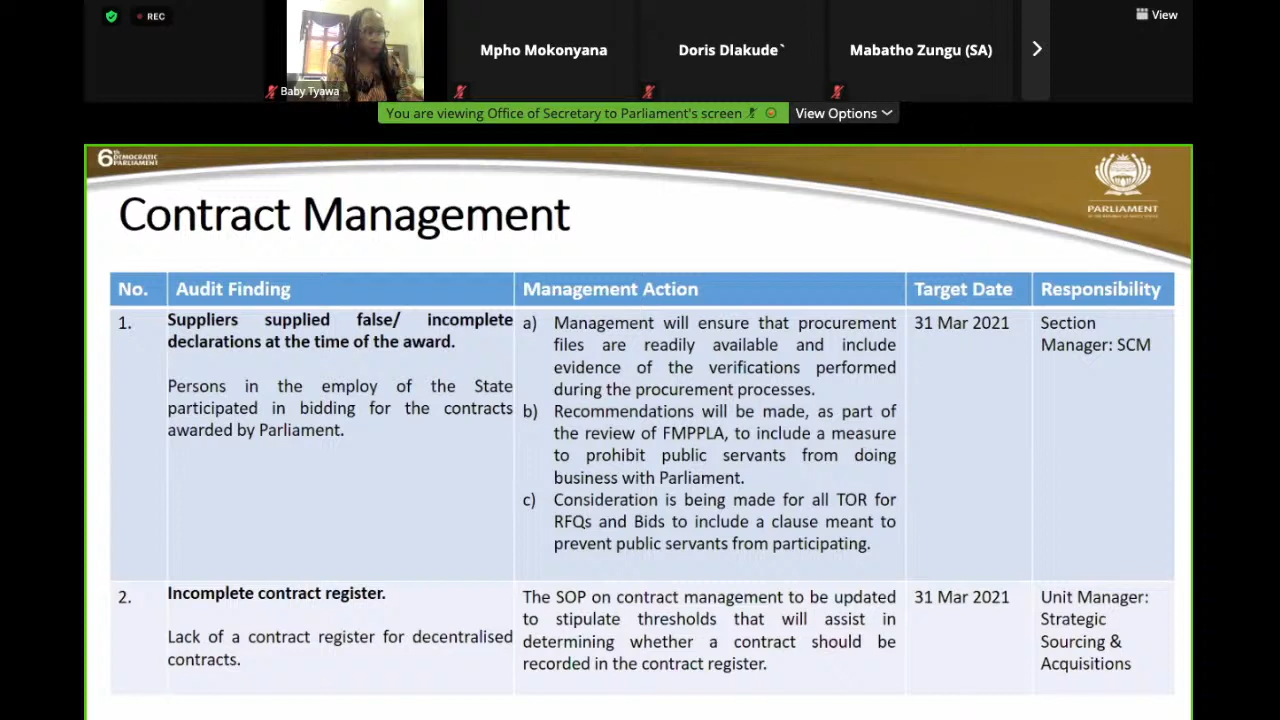 REC
View
Mpho Mokonyana
Doris Dlakude`
Mabatho Zungu (SA)
Baby Tyawa
You are viewing Office of Secretary to Parliament's screen
View Options
6th DEMOCRATIC
PARLIAMENT
PARLIAMENT
Contract Management
No.
Audit Finding
Management Action
Target Date
Responsibility
1.
Suppliers supplied false/ incomplete
declarations at the time of the award.
Persons in the employ of the State
participated in bidding for the contracts
awarded by Parliament.
a) Management will ensure that procurement
files are readily available and include
evidence of the verifications performed
during the procurement processes.
b) Recommendations will be made, as part of
the review of FMPPLA, to include a measure
to prohibit public servants from doing
business with Parliament.
c) Consideration is being made for all TOR for
RFQs and Bids to include a clause meant to
prevent public servants from participating.
31 Mar 2021
Section
Manager: SCM
2.
Incomplete contract register.
Lack of a contract register for decentralised
contracts.
The SOP on contract management to be updated
to stipulate thresholds that will assist in
determining whether a contract should be
recorded in the contract register.
31 Mar 2021
Unit Manager:
Strategic
Sourcing &
Acquisitions